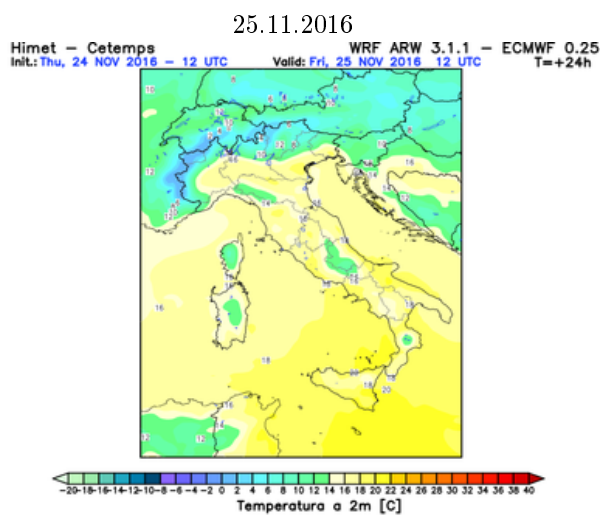 25.11.2016
Himet – Cetemps WRF ARW 3.1.1 – ECMWF 0.25
Init.: Thu, 24 NOV 2016 – 12 UTC Valid: Fri, 25 NOV 2016 12 UTC T=+24h
-20-18-16-14-12-10-8 -6 -4 -2 0 2 4 6 8 10 12 14 16 18 20 22 24 26 28 30 32 34 36 38 40
Temperatura a 2m [C]